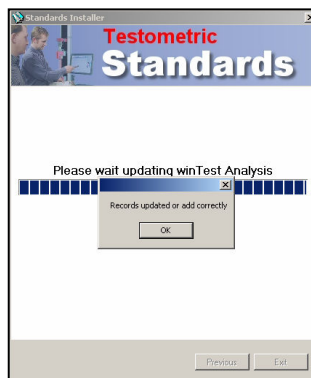 Standards Installer
Testometric
Standards
Please wait updating winTest Analysis
Records updated or add correctly
OK
Previous
Exit